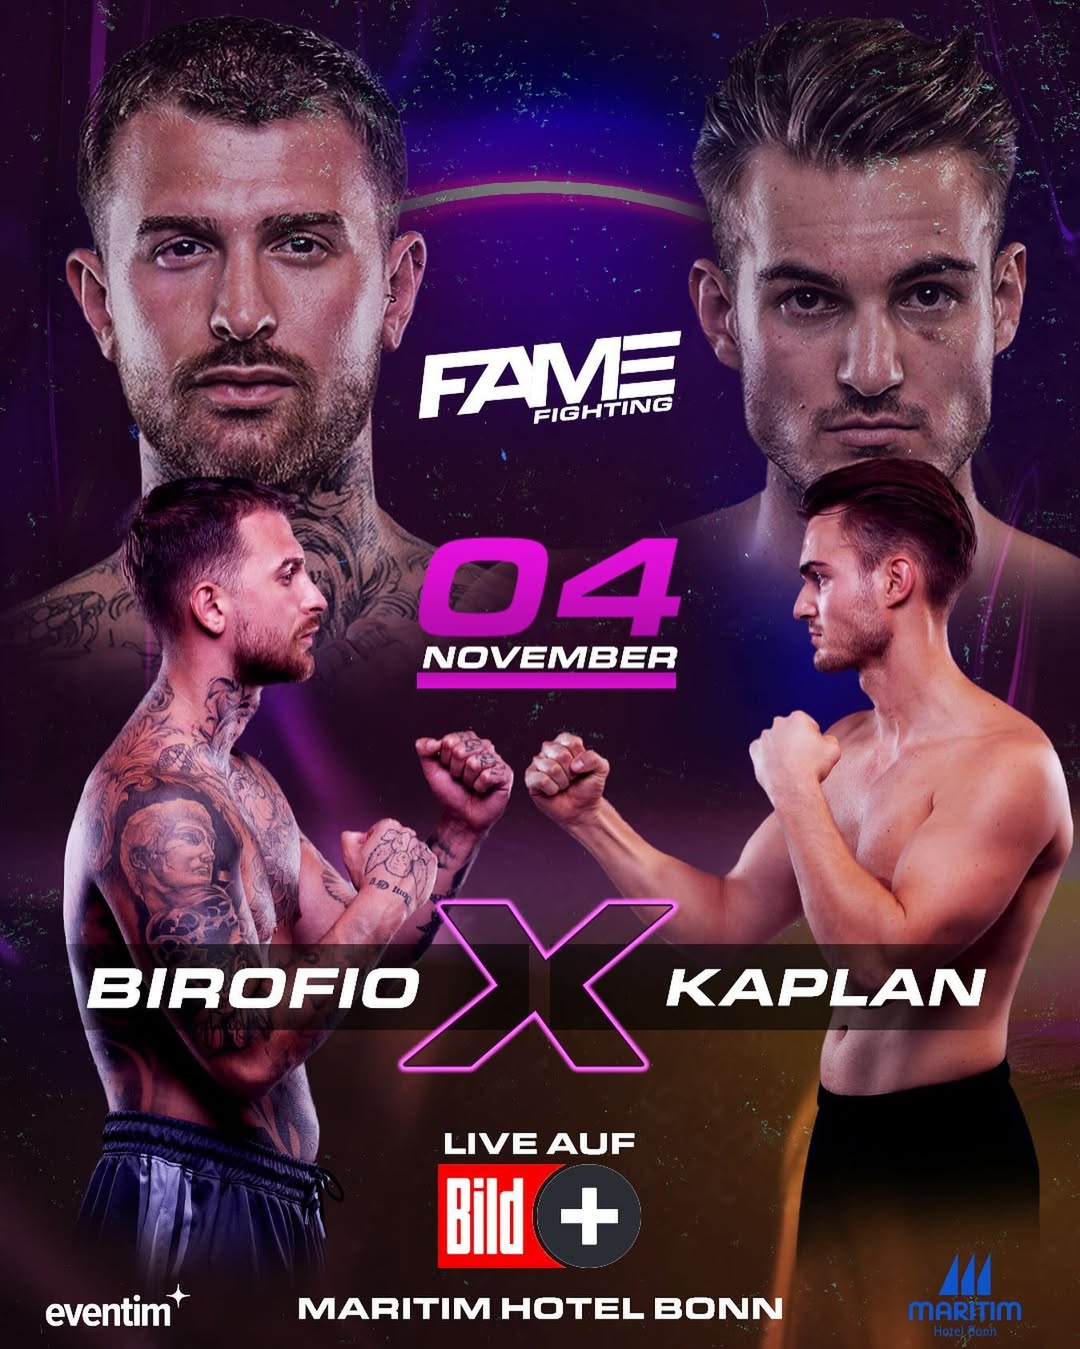 FAME
FIGHTING
04
NOVEMBER
BIROFIO X KAPLAN
LIVE AUF
Bild +
eventim
MARITIM HOTEL BONN
MARITIM
Hotel Bonn